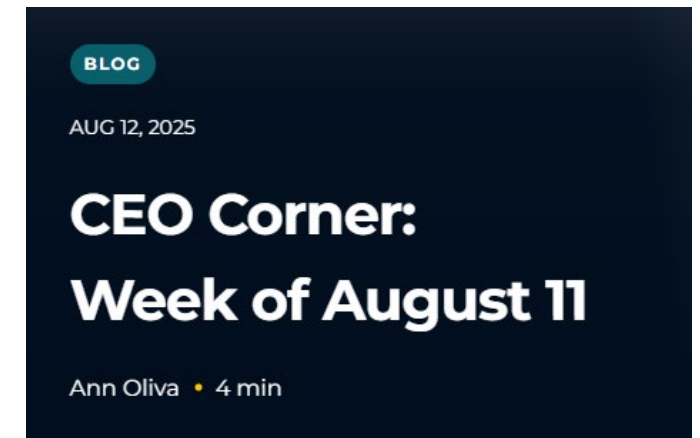 BLOG
AUG 12, 2025
CEO Corner:
Week of August 11
Ann Oliva • 4 min